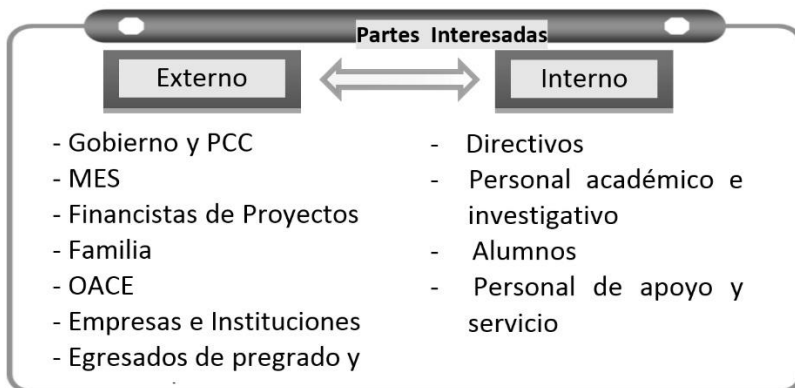 Partes Interesadas
Externo
Interno
- Gobierno y PCC
- MES
- Financistas de Proyectos
- Familia
- OACE
- Empresas e Instituciones
- Egresados de pregrado y
- Directivos
- Personal académico e
investigativo
- Alumnos
- Personal de apoyo y
servicio